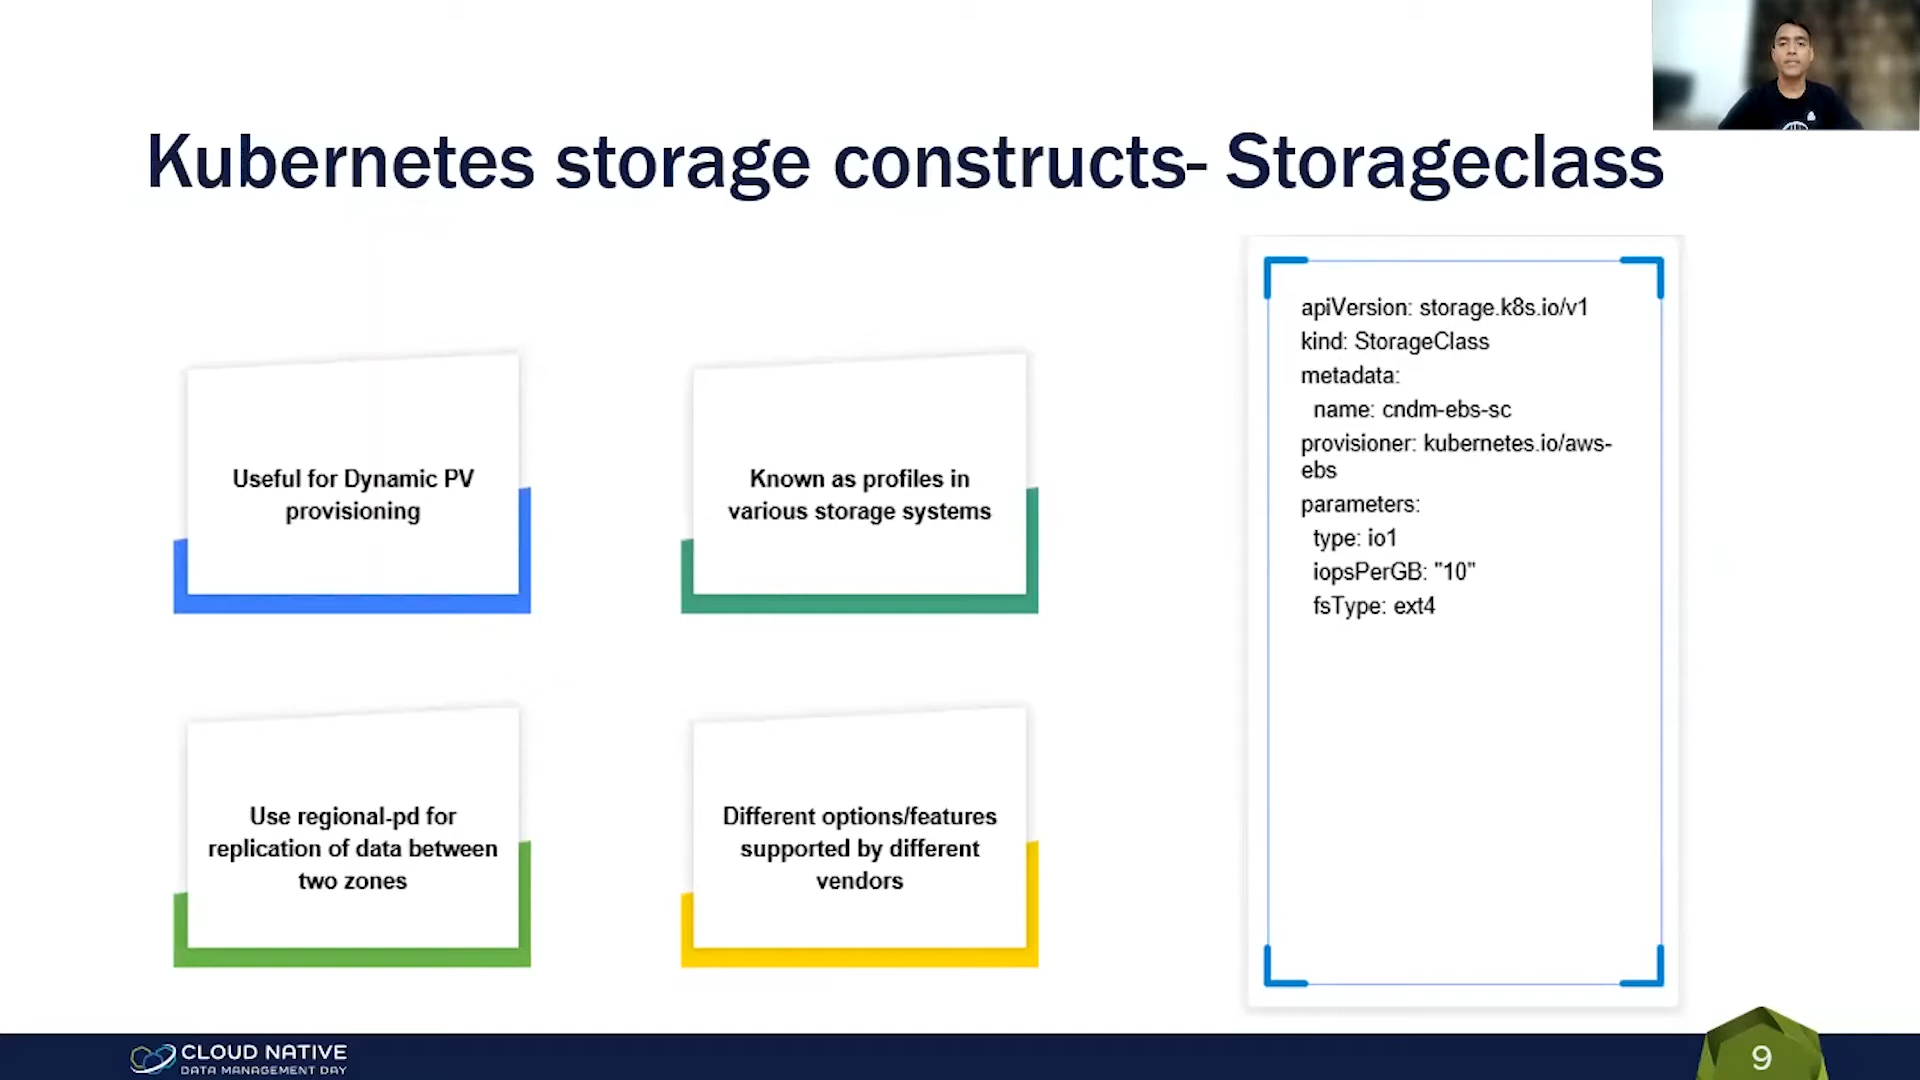 Kubernetes storage constructs- Storageclass
Useful for Dynamic PV
provisioning
Known as profiles in
various storage systems
Use regional-pd for
replication of data between
two zones
Different options/features
supported by different
vendors
apiVersion: storage.k8s.io/v1
kind: StorageClass
metadata:
name: cndm-ebs-sc
provisioner: kubernetes.io/aws-
ebs
parameters:
type: io1
iopsPerGB: "10"
fsType: ext4
CLOUD NATIVE
DATA MANAGEMENT DAY
9